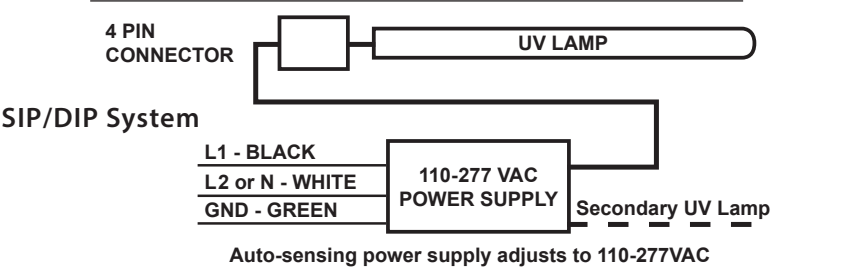 4 PIN
CONNECTOR
UV LAMP
SIP/DIP System
L1 - BLACK
L2 or N - WHITE
GND - GREEN
110-277 VAC
POWER SUPPLY
Secondary UV Lamp
Auto-sensing power supply adjusts to 110-277VAC